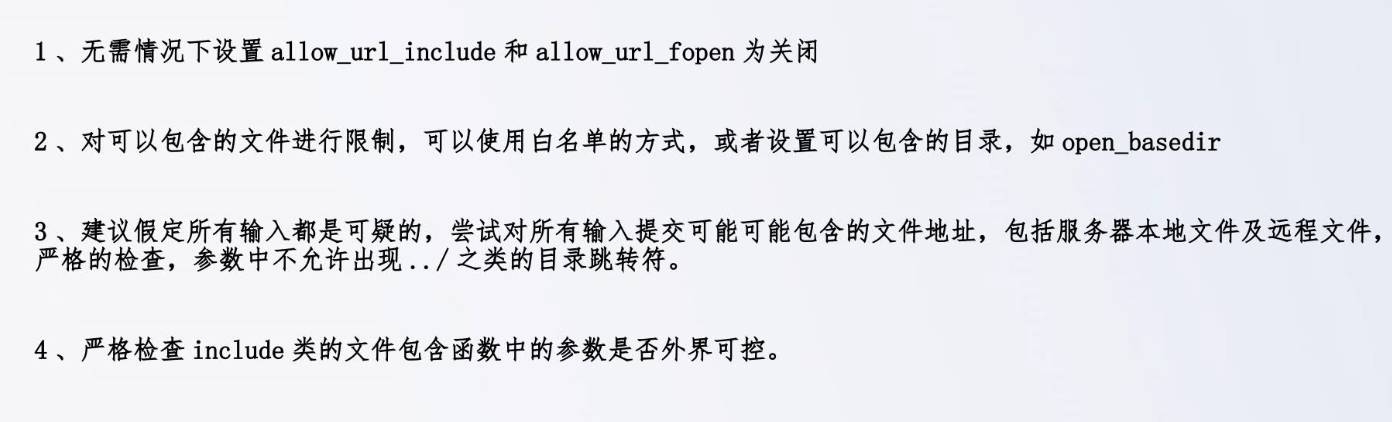 1、无需情况下设置 allow_url_include 和 allow_url_fopen 为关闭
2、对可以包含的文件进行限制，可以使用白名单的方式，或者设置可以包含的目录，如 open_basedir
3、建议假定所有输入都是可疑的，尝试对所有输入提交可能可能包含的文件地址，包括服务器本地文件及远程文件，
严格的检查，参数中不允许出现../之类的目录跳转符。
4、严格检查 include 类的文件包含函数中的参数是否外界可控。